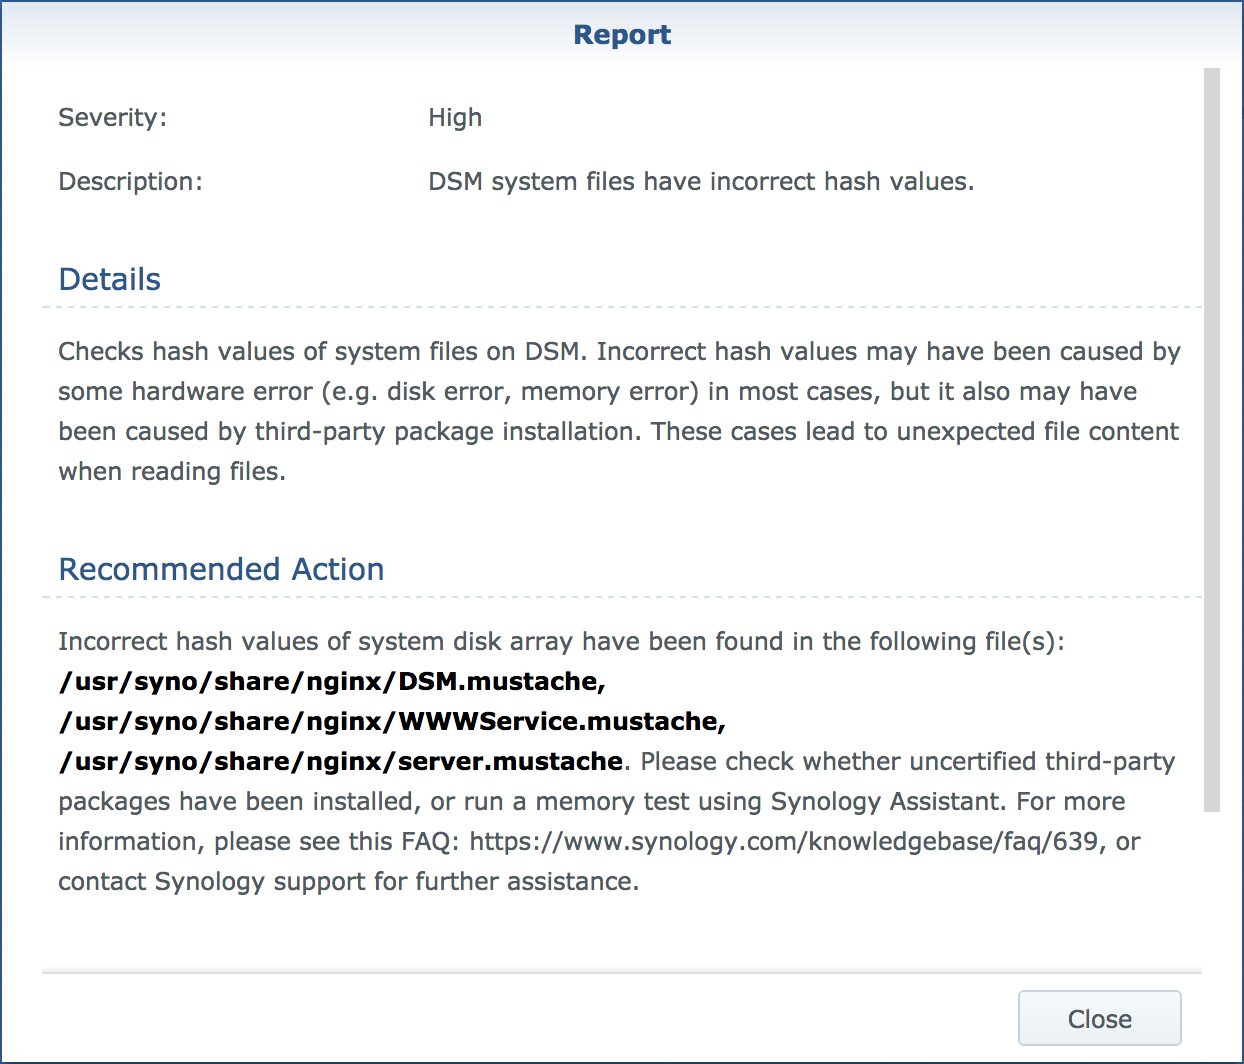 Report
Severity: High
Description: DSM system files have incorrect hash values.
Details
Checks hash values of system files on DSM. Incorrect hash values may have been caused by
some hardware error (e.g. disk error, memory error) in most cases, but it also may have
been caused by third-party package installation. These cases lead to unexpected file content
when reading files.
Recommended Action
Incorrect hash values of system disk array have been found in the following file(s):
/usr/syno/share/nginx/DSM.mustache,
/usr/syno/share/nginx/WWWService.mustache,
/usr/syno/share/nginx/server.mustache. Please check whether uncertified third-party
packages have been installed, or run a memory test using Synology Assistant. For more
information, please see this FAQ: https://www.synology.com/knowledgebase/faq/639, or
contact Synology support for further assistance.
Close